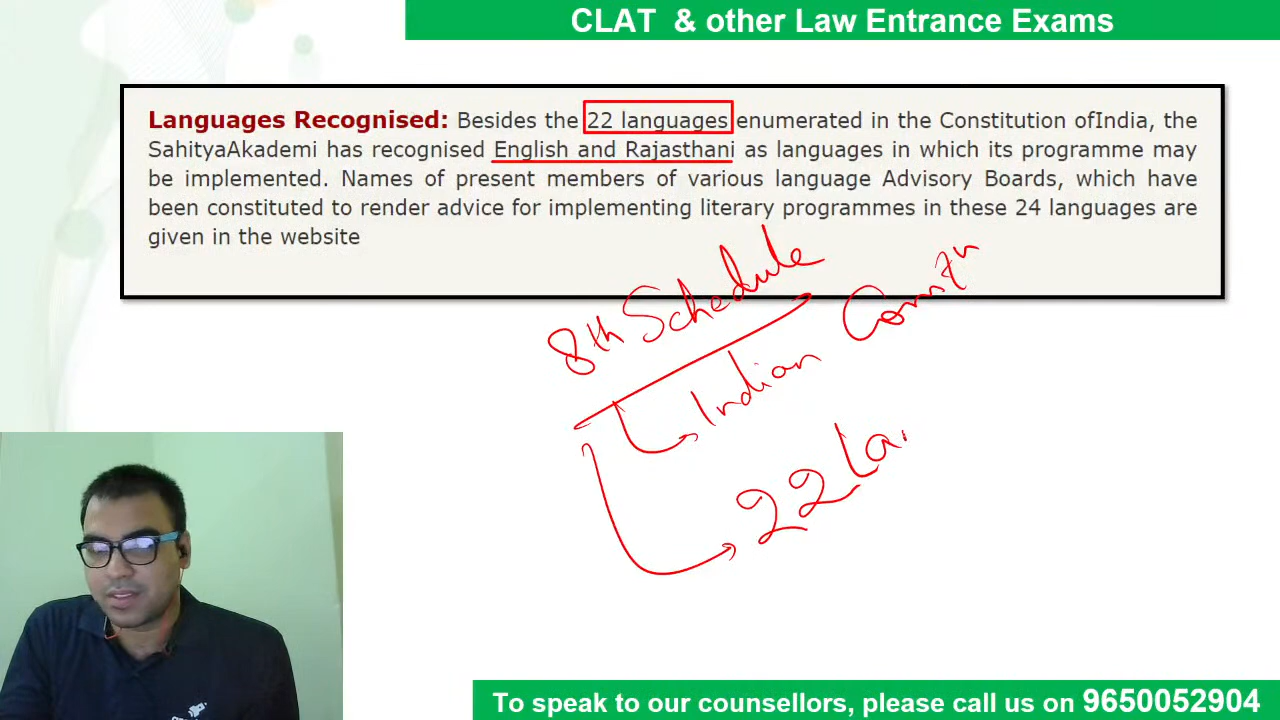 CLAT & other Law Entrance Exams
Languages Recognised: Besides the 22 languages enumerated in the Constitution ofIndia, the
SahityaAkademi has recognised English and Rajasthani as languages in which its programme may
be implemented. Names of present members of various language Advisory Boards, which have
been constituted to render advice for implementing literary programmes in these 24 languages are
given in the website
8th Schedule
Indian
22 La
To speak to our counsellors, please call us on 9650052904